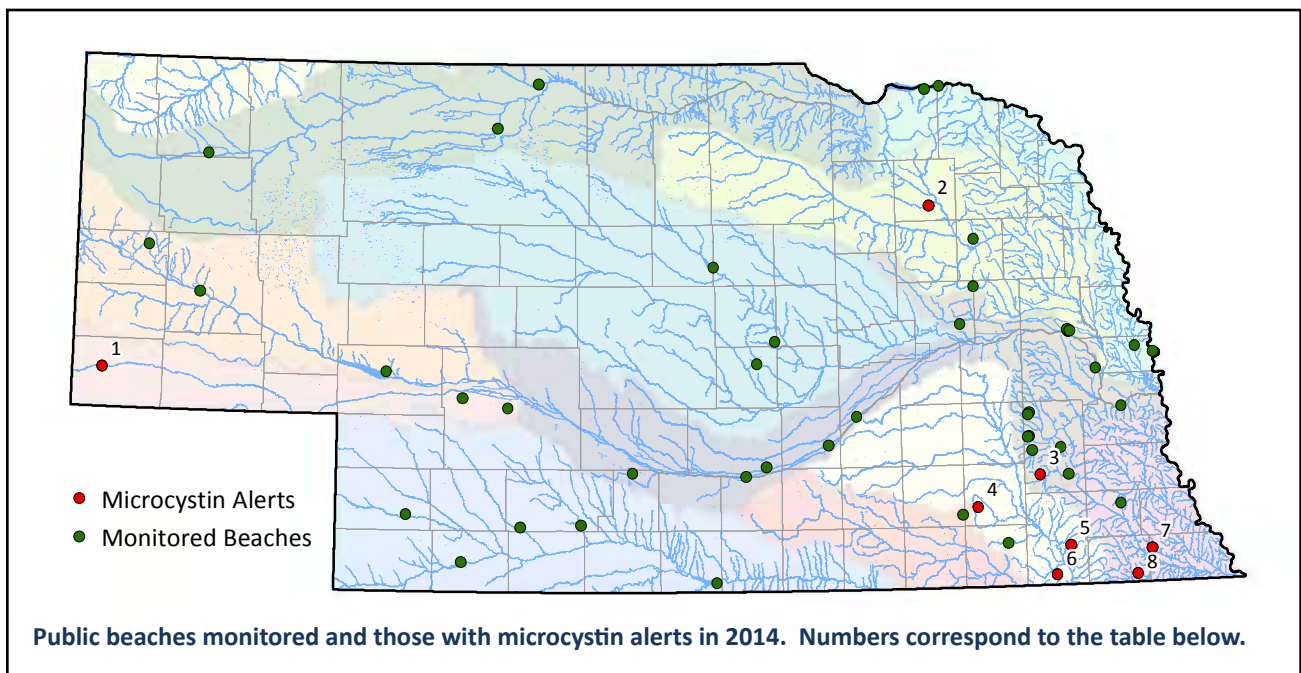 2
1
3
4
Microcystin Alerts
Monitored Beaches
5
7
6
8
Public beaches monitored and those with microcystin alerts in 2014. Numbers correspond to the table below.